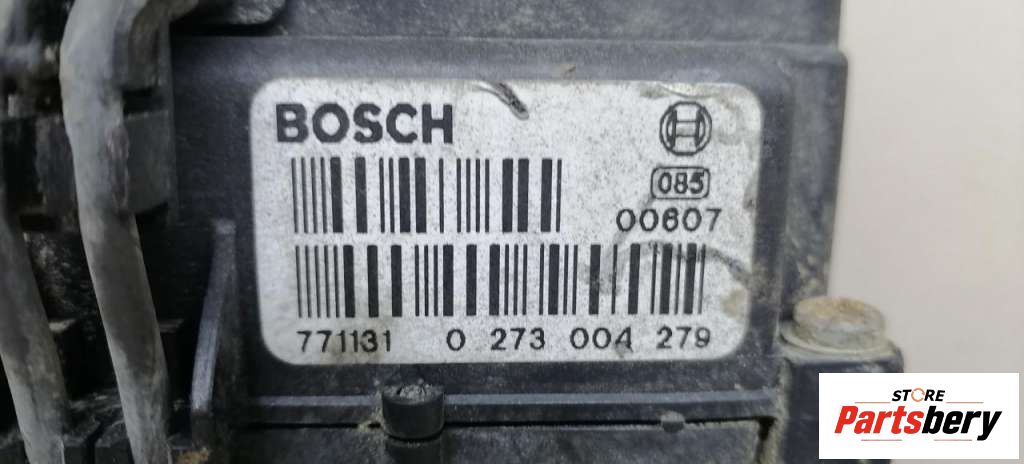 BOSCH
085
00607
771131 0 273 004 279
STORE
Partsbery